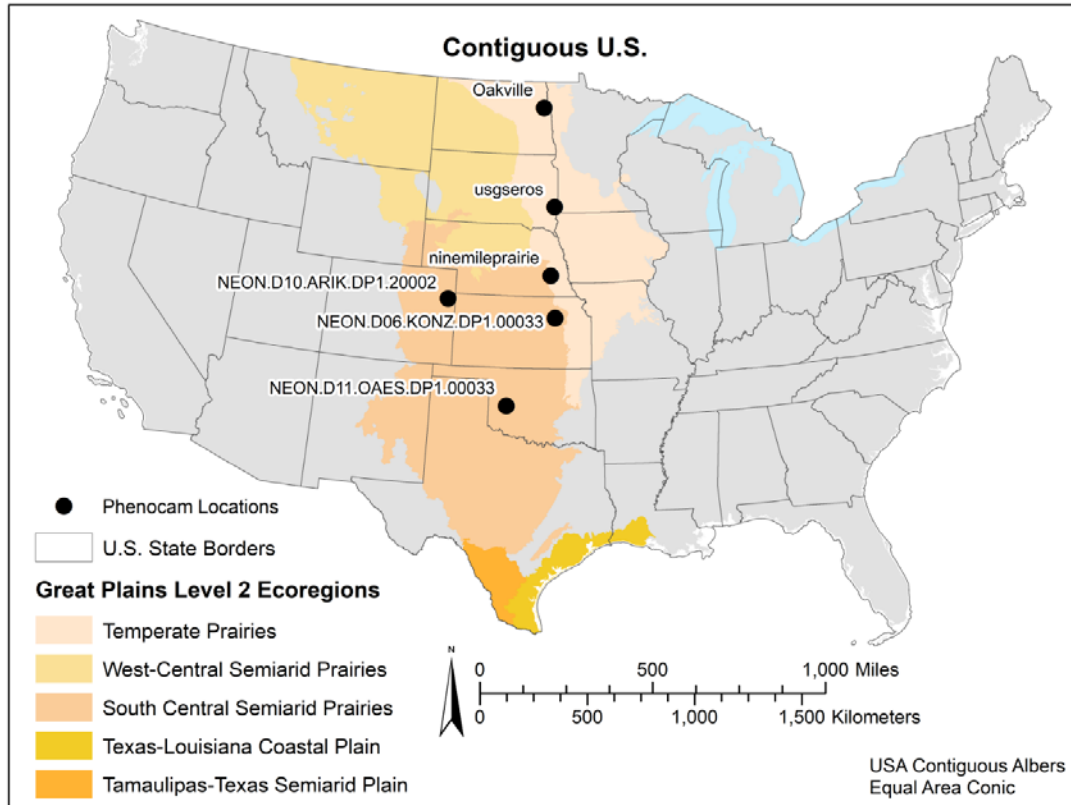 Contiguous U.S.
Oakville
usgseros
ninemileprairie
NEON.D10.ARIK.DP1.20002
NEON.D06.KONZ.DP1.00033
NEON.D11.OAES.DP1.00033
Phenocam Locations
U.S. State Borders
Great Plains Level 2 Ecoregions
Temperate Prairies
West-Central Semiarid Prairies
South Central Semiarid Prairies
Texas-Louisiana Coastal Plain
Tamaulipas-Texas Semiarid Plain
N
0 500 1,000 Miles
0 500 1,000 1,500 Kilometers
USA Contiguous Albers
Equal Area Conic